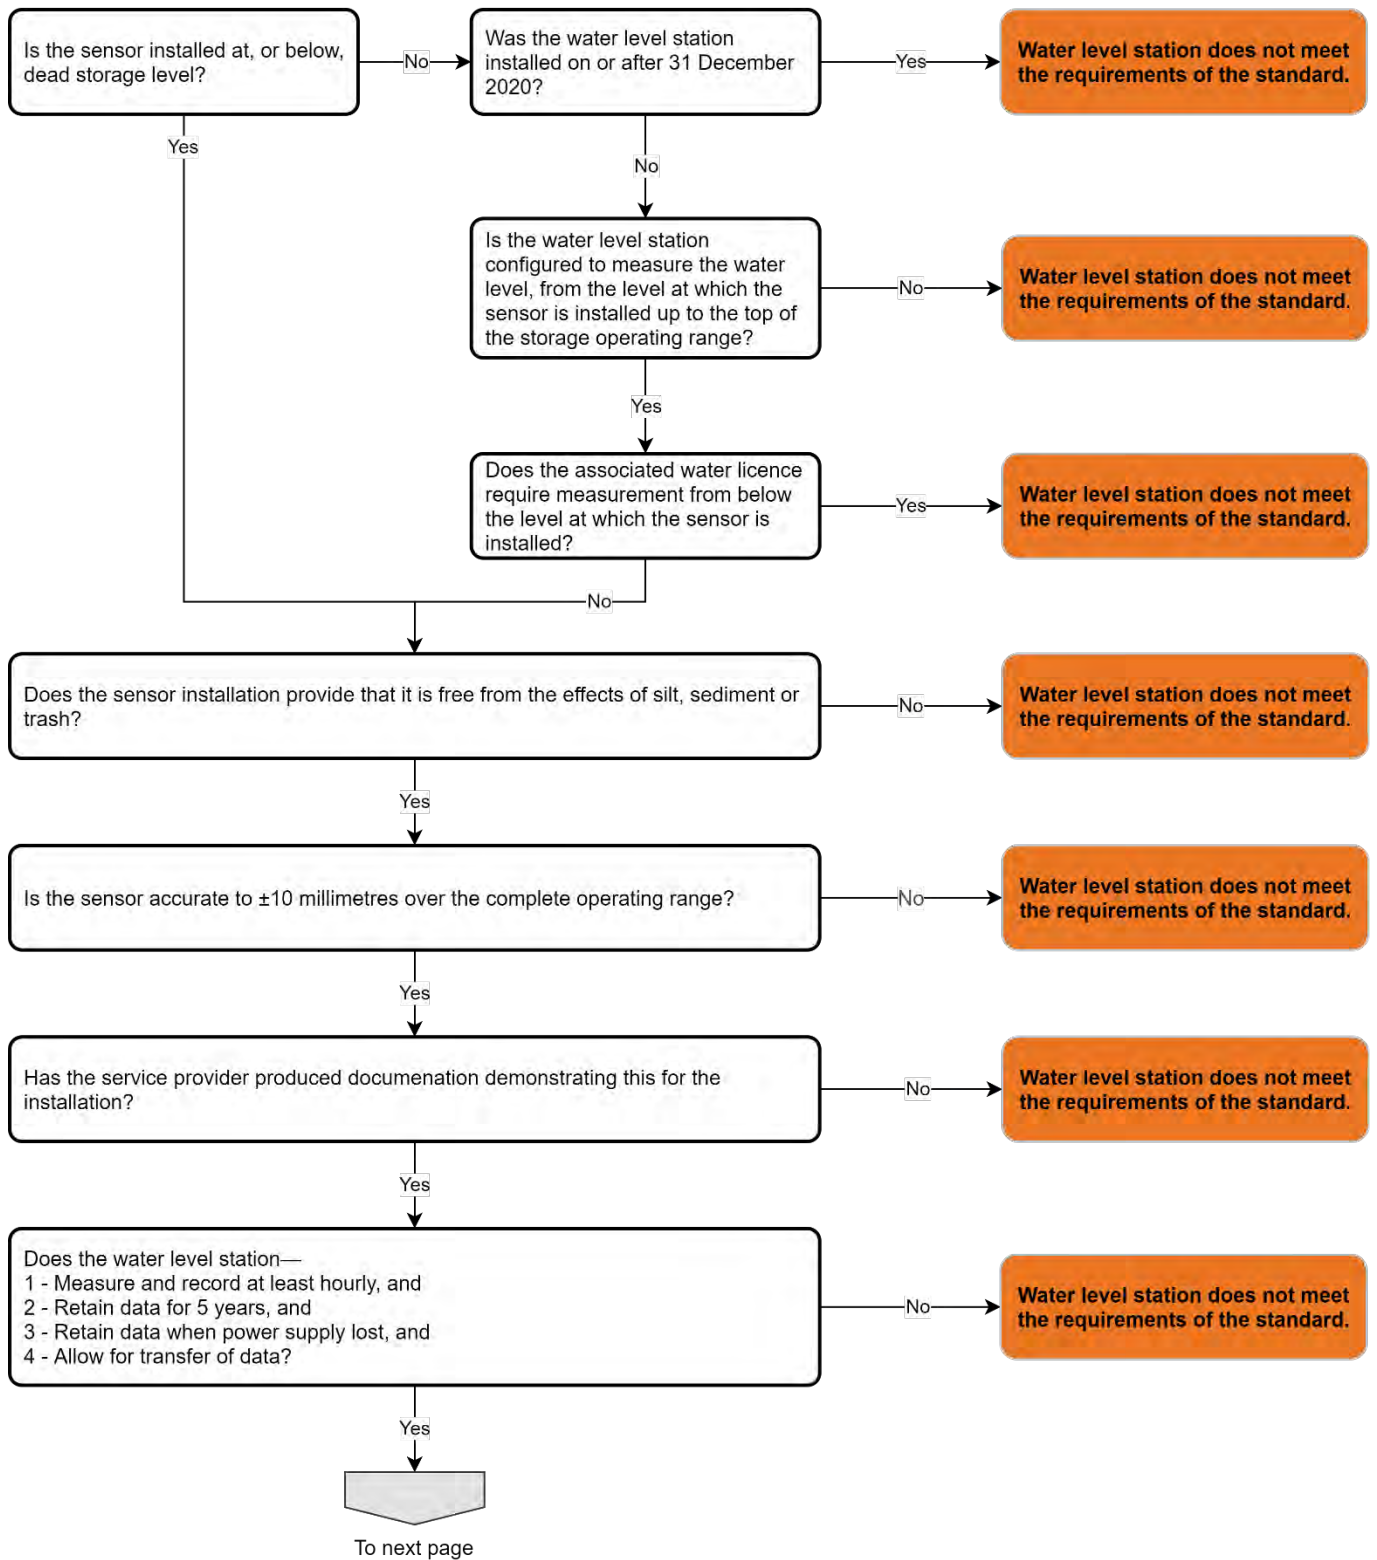 Is the sensor installed at, or below,
dead storage level?
No
Was the water level station
installed on or after 31 December
2020?
Yes
Water level station does not meet
the requirements of the standard.
Yes
No
Is the water level station
configured to measure the water
level, from the level at which the
sensor is installed up to the top of
the storage operating range?
No
Water level station does not meet
the requirements of the standard.
Yes
Does the associated water licence
require measurement from below
the level at which the sensor is
installed?
Yes
Water level station does not meet
the requirements of the standard.
No
Does the sensor installation provide that it is free from the effects of silt, sediment or
trash?
No
Water level station does not meet
the requirements of the standard.
Yes
Is the sensor accurate to ±10 millimetres over the complete operating range?
No
Water level station does not meet
the requirements of the standard.
Yes
Has the service provider produced documenation demonstrating this for the
installation?
No
Water level station does not meet
the requirements of the standard.
Yes
Does the water level station—
1 - Measure and record at least hourly, and
2 - Retain data for 5 years, and
3 - Retain data when power supply lost, and
4 - Allow for transfer of data?
No
Water level station does not meet
the requirements of the standard.
Yes
To next page